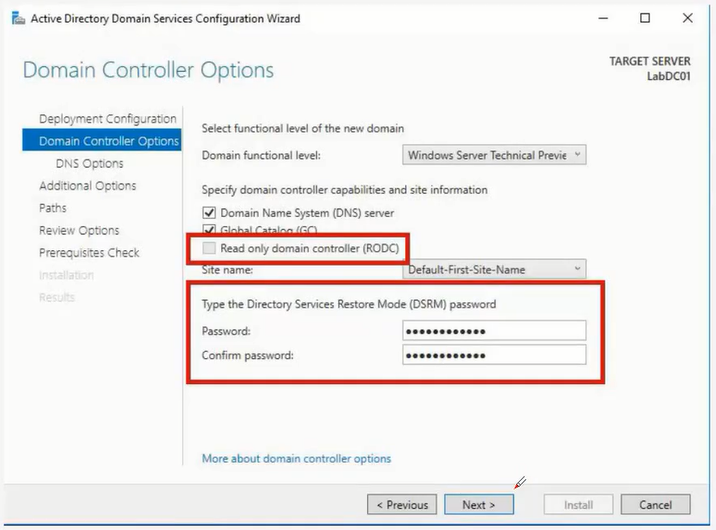 Active Directory Domain Services Configuration Wizard
Domain Controller Options
TARGET SERVER
LabDC01
Deployment Configuration
Domain Controller Options
DNS Options
Additional Options
Paths
Review Options
Prerequisites Check
Installation
Results
Select functional level of the new domain
Domain functional level: Windows Server Technical Previe
Specify domain controller capabilities and site information
Domain Name System (DNS) server
Global Catalog (GC)
Read only domain controller (RODC)
Site name: Default-First-Site-Name
Type the Directory Services Restore Mode (DSRM) password
Password: ••••••••••••
Confirm password: ••••••••••••
More about domain controller options
< Previous Next > Install Cancel